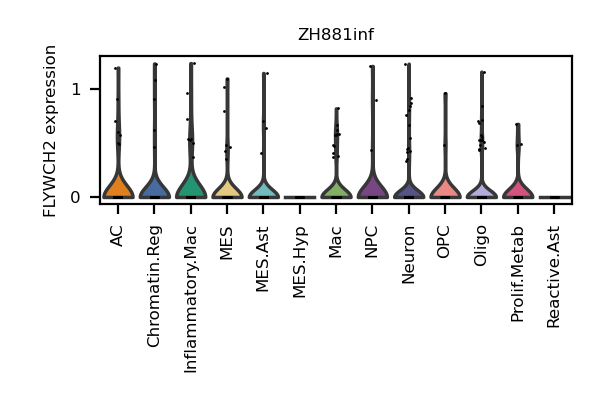 ZH881inf
FLYWCH2 expression
1
0
AC
Chromatin.Reg
Inflammatory.Mac
MES
MES.Ast
MES.Hyp
Mac
NPC
Neuron
OPC
Oligo
Prolif.Metab
Reactive.Ast